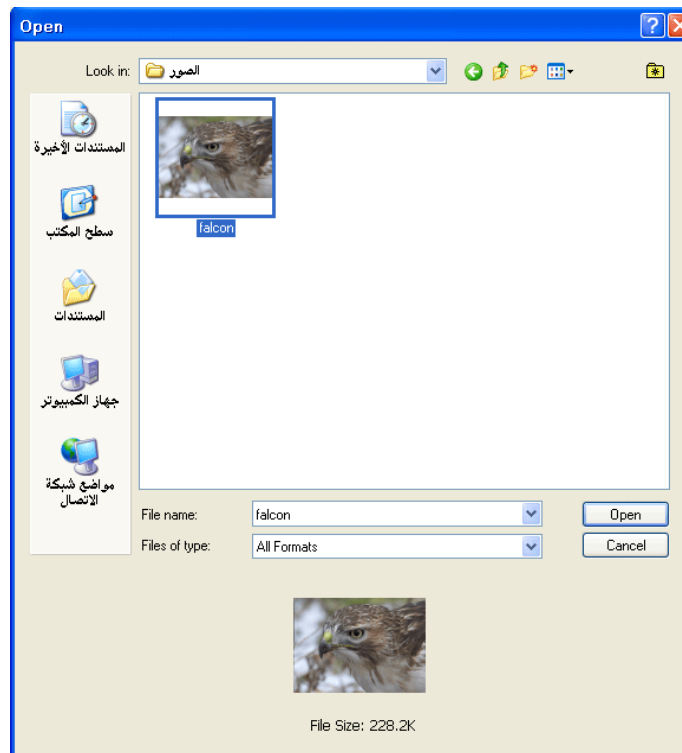 Open
Look in:
الصور
المستندات الأخيرة
سطح المكتب
المستندات
جهاز الكمبيوتر
مواضع شبكة
الاتصال
falcon
File name:
falcon
Open
Files of type:
All Formats
Cancel
File Size: 228.2K